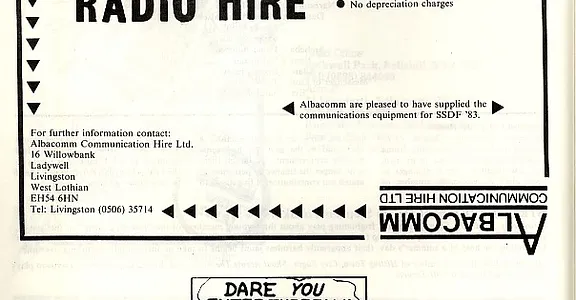 RADIO HIRE
No depreciation charges
Albacomm are pleased to have supplied the
communications equipment for SSDF '83.
For further information contact:
Albacomm Communication Hire Ltd.
16 Willowbank
Ladywell
Livingston
West Lothian
EH54 6HN
Tel: Livingston (0506) 35714
ALBACOMM
COMMUNICATION HIRE LTD
DARE YOU